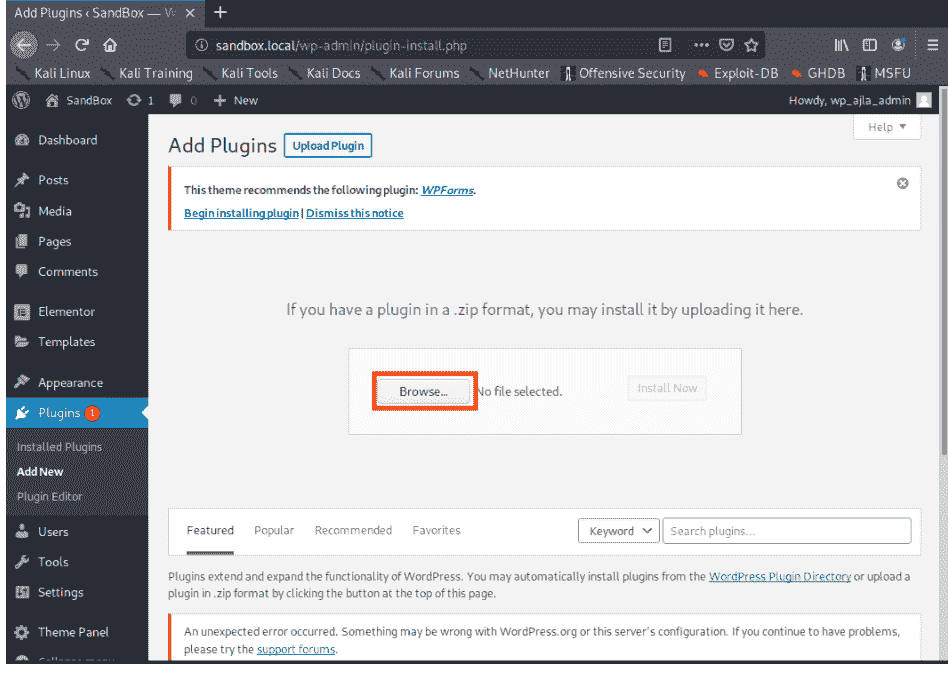 Add Plugins ‹ SandBox — W
sandbox.local/wp-admin/plugin-install.php
Kali Linux Kali Training Kali Tools Kali Docs Kali Forums NetHunter Offensive Security Exploit-DB GHDB MSFU
SandBox 1 0 New Howdy, wp_ajla_admin
Help
Dashboard
Posts
Media
Pages
Comments
Elementor
Templates
Appearance
Plugins 1
Installed Plugins
Add New
Plugin Editor
Users
Tools
Settings
Theme Panel
Collapse menu
Add Plugins Upload Plugin
This theme recommends the following plugin: WPForms.
Begin installing plugin | Dismiss this notice
If you have a plugin in a .zip format, you may install it by uploading it here.
Browse... No file selected. Install Now
Featured Popular Recommended Favorites Keyword Search plugins...
Plugins extend and expand the functionality of WordPress. You may automatically install plugins from the WordPress Plugin Directory or upload a
plugin in .zip format by clicking the button at the top of this page.
An unexpected error occurred. Something may be wrong with WordPress.org or this server's configuration. If you continue to have problems,
please try the support forums.